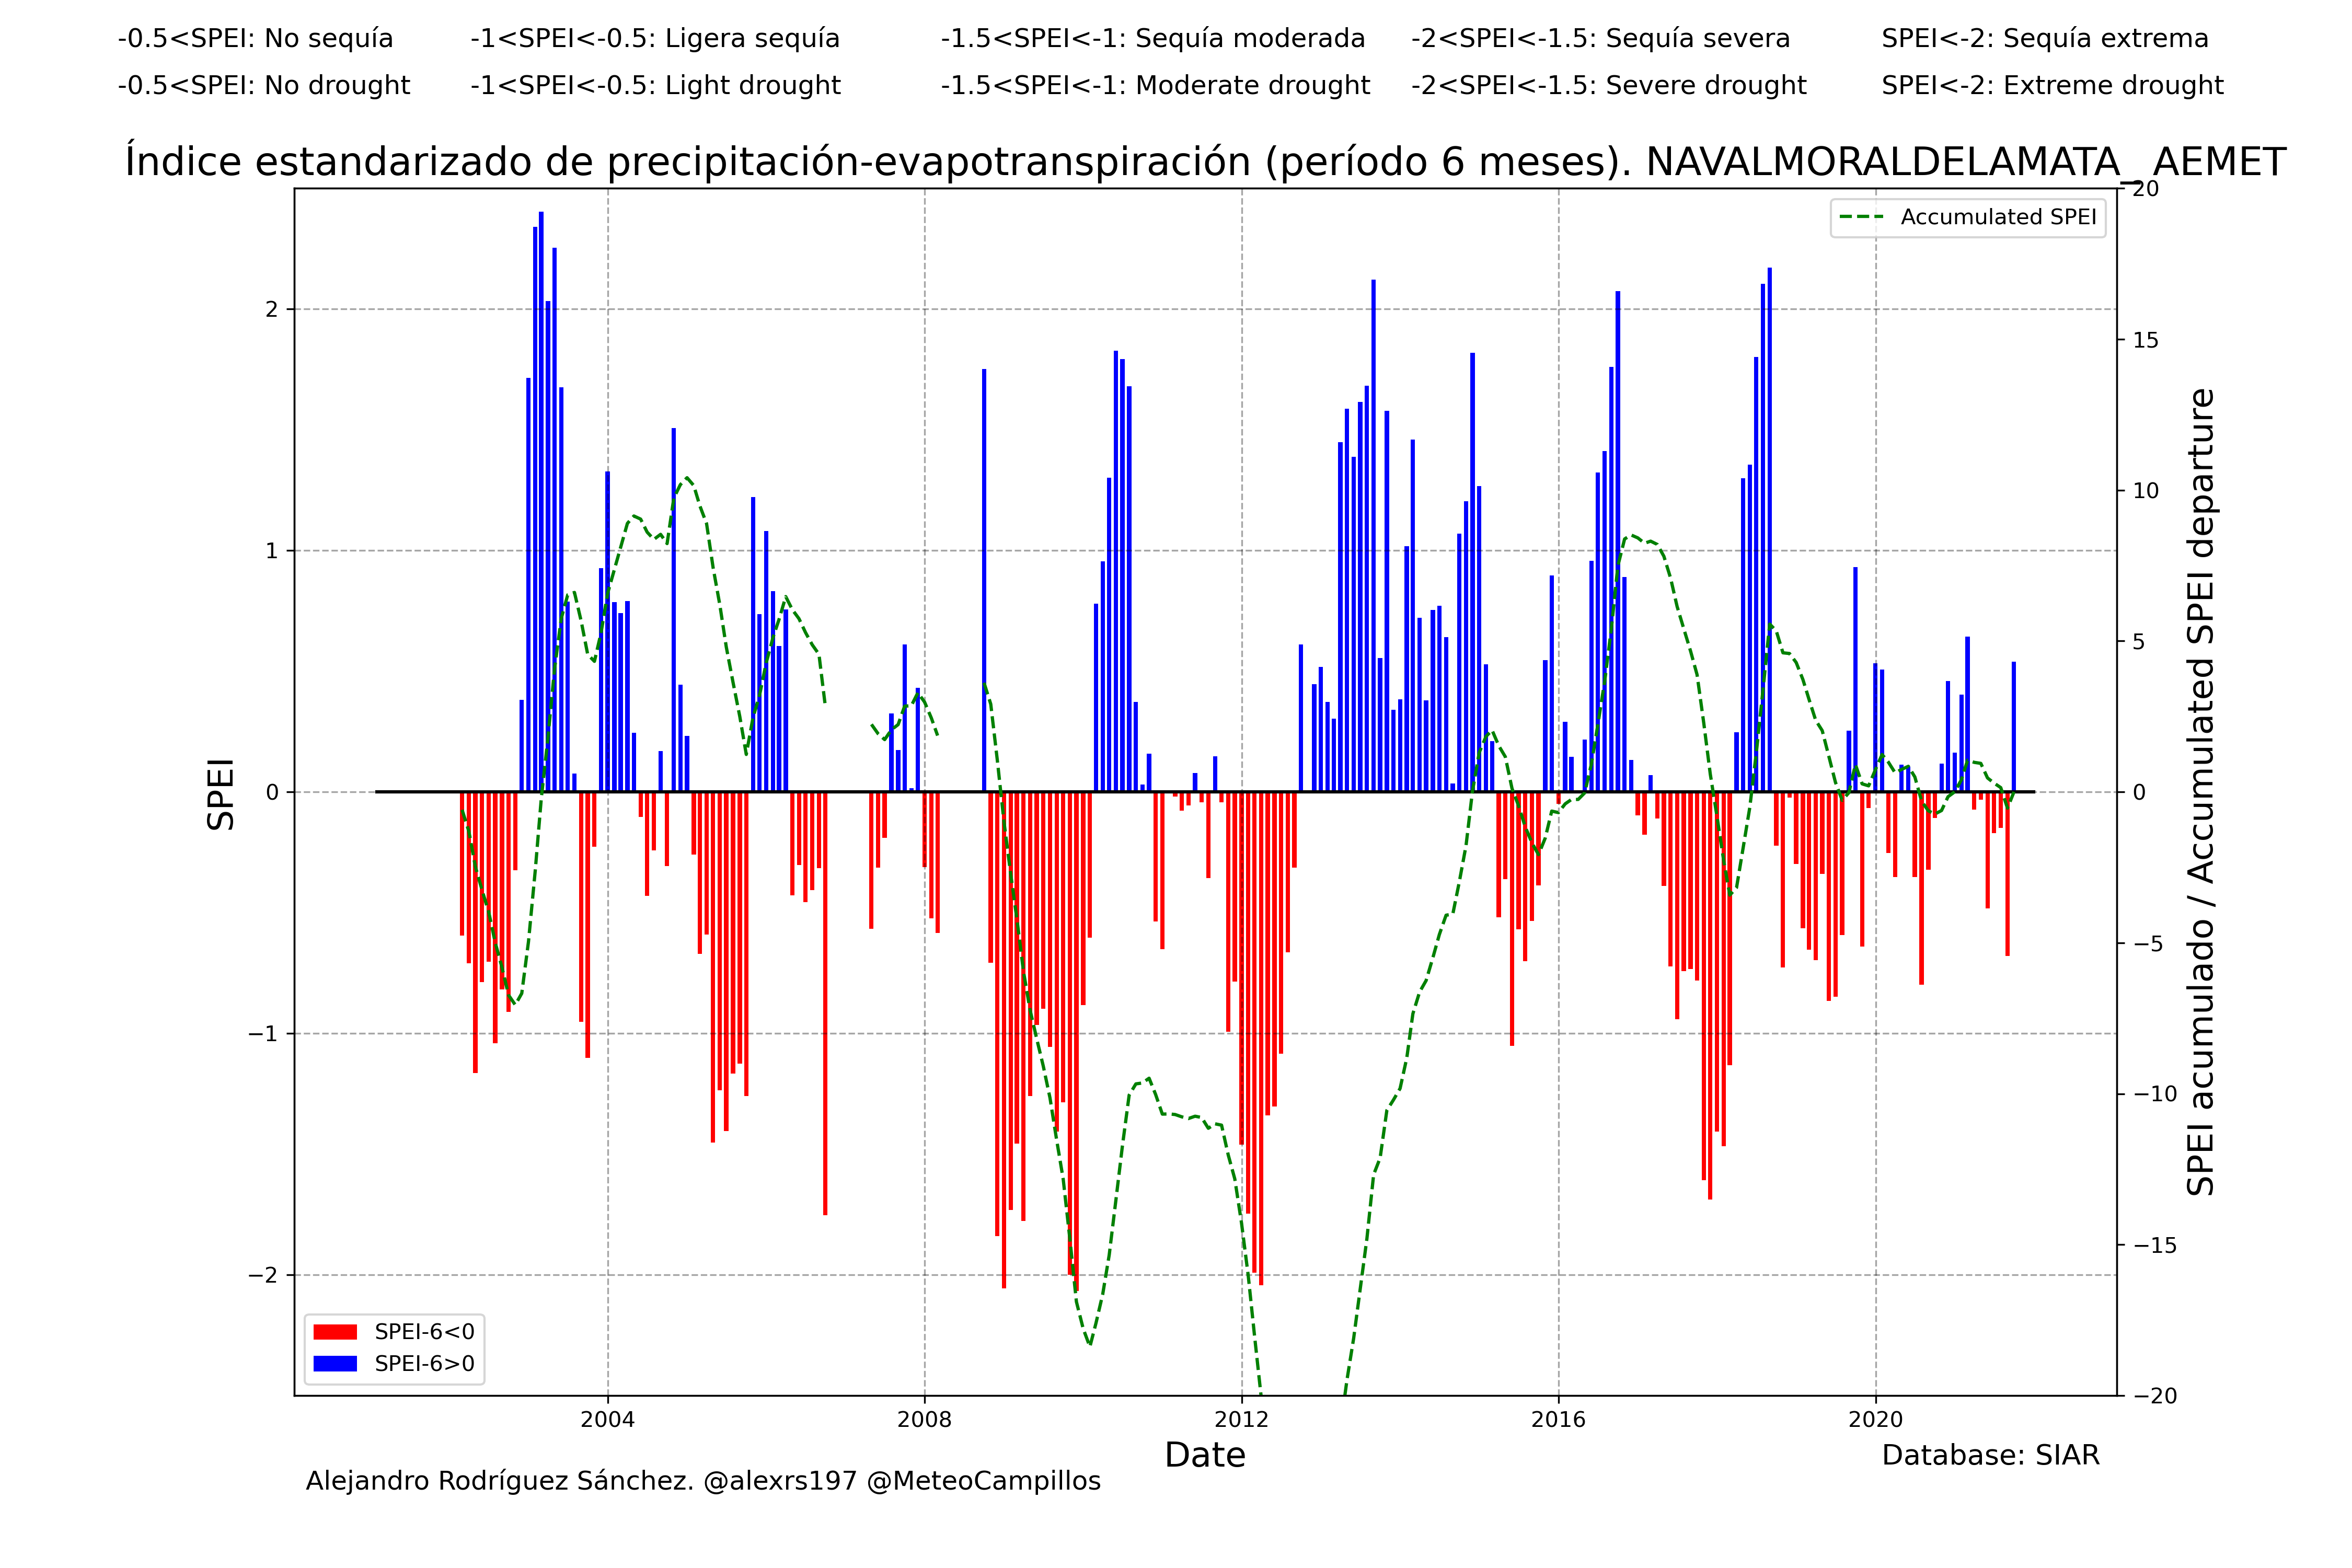 -0.5<SPEI: No sequía -1<SPEI<-0.5: Ligera sequía -1.5<SPEI<-1: Sequía moderada -2<SPEI<-1.5: Sequía severa SPEI<-2: Sequía extrema
-0.5<SPEI: No drought -1<SPEI<-0.5: Light drought -1.5<SPEI<-1: Moderate drought -2<SPEI<-1.5: Severe drought SPEI<-2: Extreme drought
Índice estandarizado de precipitación-evapotranspiración (período 6 meses). NAVALMORALDELAMATA_ AEMET
Accumulated SPEI
SPEI
2
1
0
−1
−2
20
15
10
5
0
−5
−10
−15
−20
SPEI acumulado / Accumulated SPEI departure
SPEI-6<0
SPEI-6>0
2004 2008 2012 2016 2020
Date
Database: SIAR
Alejandro Rodríguez Sánchez. @alexrs197 @MeteoCampillos